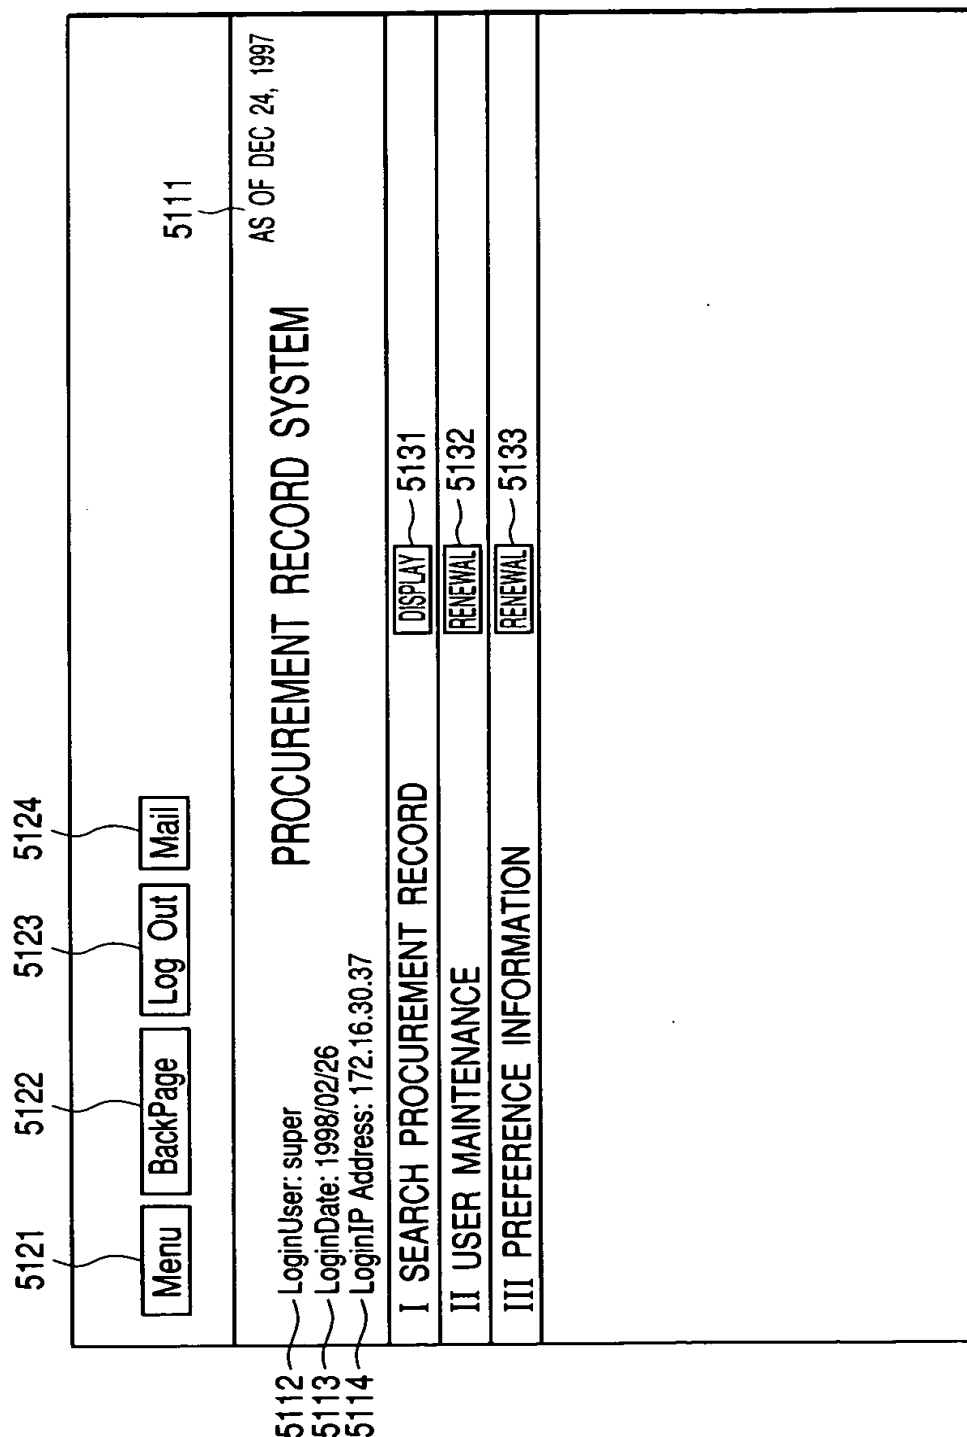 5121 5122 5123 5124
Menu BackPage Log Out Mail
5111
AS OF DEC 24, 1997
PROCUREMENT RECORD SYSTEM
5112 LoginUser: super
5113 LoginDate: 1998/02/26
5114 LoginIP Address: 172.16.30.37
I SEARCH PROCUREMENT RECORD DISPLAY 5131
II USER MAINTENANCE RENEWAL 5132
III PREFERENCE INFORMATION RENEWAL 5133